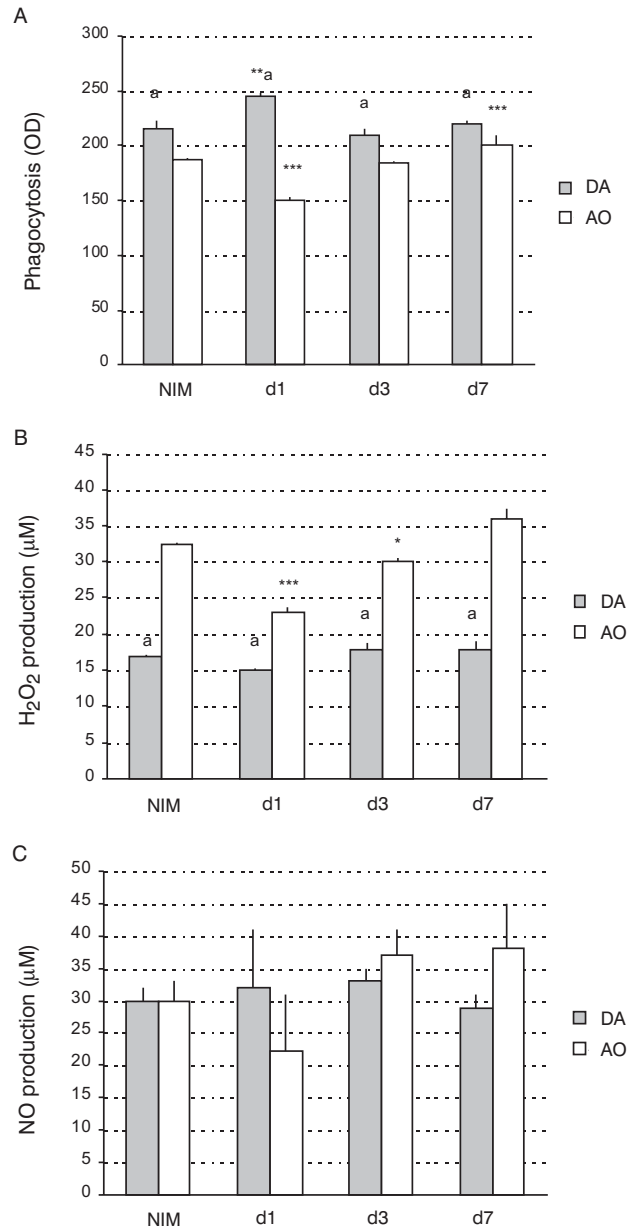 A
Phagocytosis (OD)
300
250
200
150
100
50
0
a
**a
***
a
a
***
NIM d1 d3 d7
DA
AO
B
H₂O₂ production (μM)
45
40
35
30
25
20
15
10
5
0
a
a
***
a
*
a
NIM d1 d3 d7
DA
AO
C
NO production (μM)
50
45
40
35
30
25
20
15
10
5
0
NIM d1 d3 d7
DA
AO